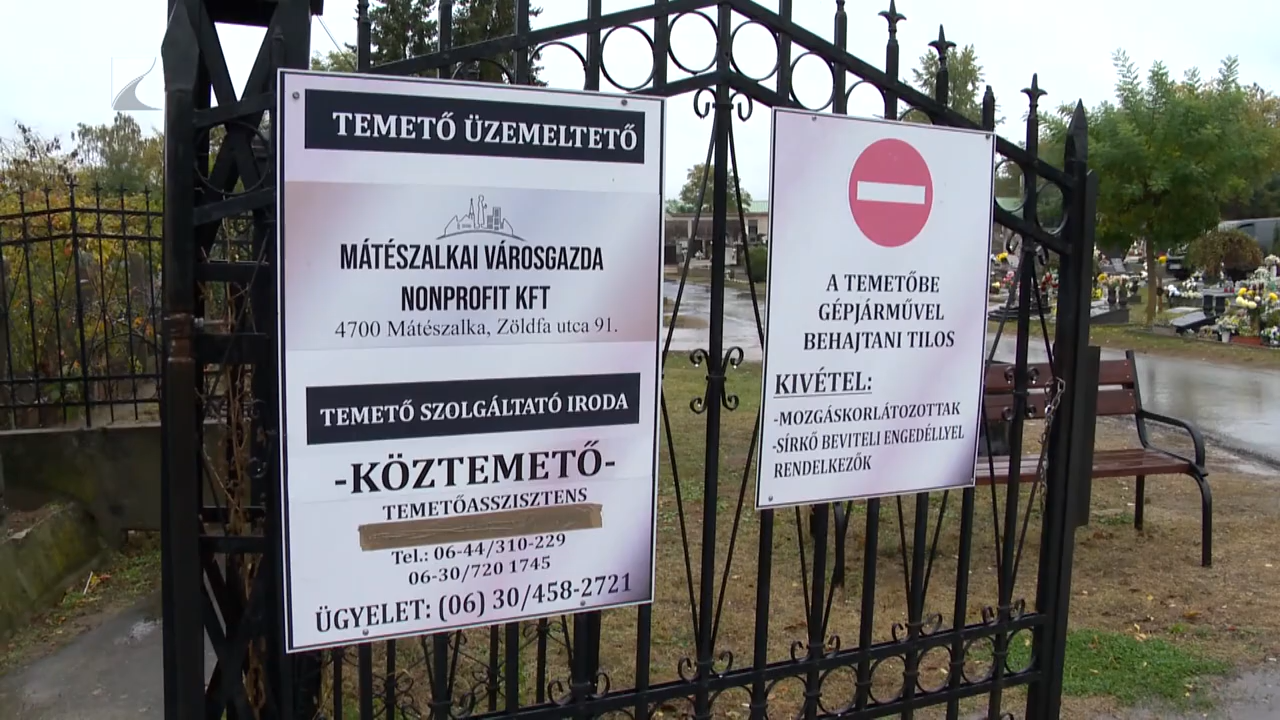 TEMETŐ ÜZEMELTETŐ
MÁTÉSZALKAI VÁROSGAZDA
NONPROFIT KFT
4700 Mátészalka, Zöldfa utca 91.
TEMETŐ SZOLGÁLTATÓ IRODA
-KÖZTEMETŐ-
TEMETŐASSZISZTENS
Tel.: 06-44/310-229
06-30/720 1745
ÜGYELET: (06) 30/458-2721
A TEMETŐBE
GÉPJÁRMŰVEL
BEHAJTANI TILOS
KIVÉTEL:
-MOZGÁSKORLÁTOZOTTAK
-SÍRKŐ BEVITELI ENGEDÉLLYEL
RENDELKEZŐK